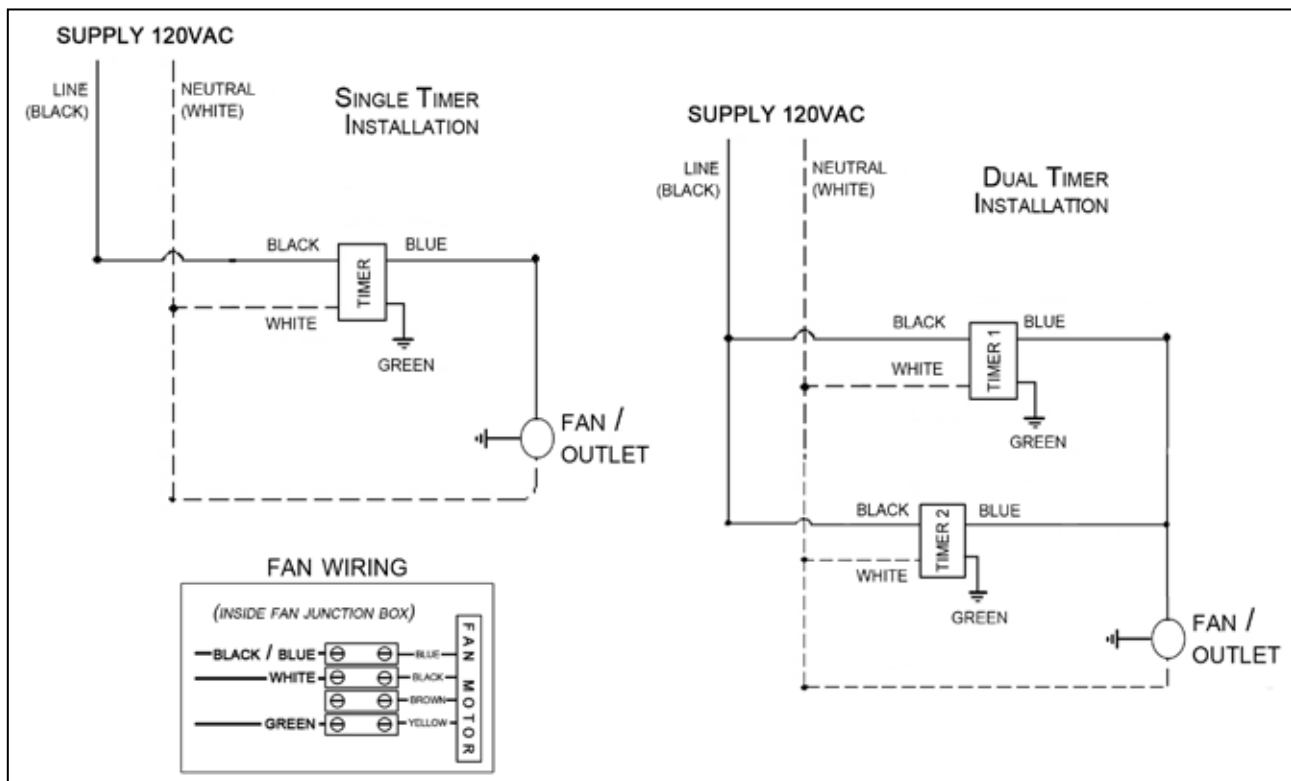 SUPPLY 120VAC
LINE
(BLACK)
NEUTRAL
(WHITE)
SINGLE TIMER
INSTALLATION
BLACK
BLUE
TIMER
WHITE
GREEN
FAN /
OUTLET
SUPPLY 120VAC
LINE
(BLACK)
NEUTRAL
(WHITE)
DUAL TIMER
INSTALLATION
BLACK
BLUE
TIMER 1
WHITE
GREEN
BLACK
BLUE
TIMER 2
WHITE
GREEN
FAN /
OUTLET
FAN WIRING
(INSIDE FAN JUNCTION BOX)
BLACK / BLUE
BLUE
WHITE
BLACK
BROWN
GREEN
YELLOW
FAN MOTOR